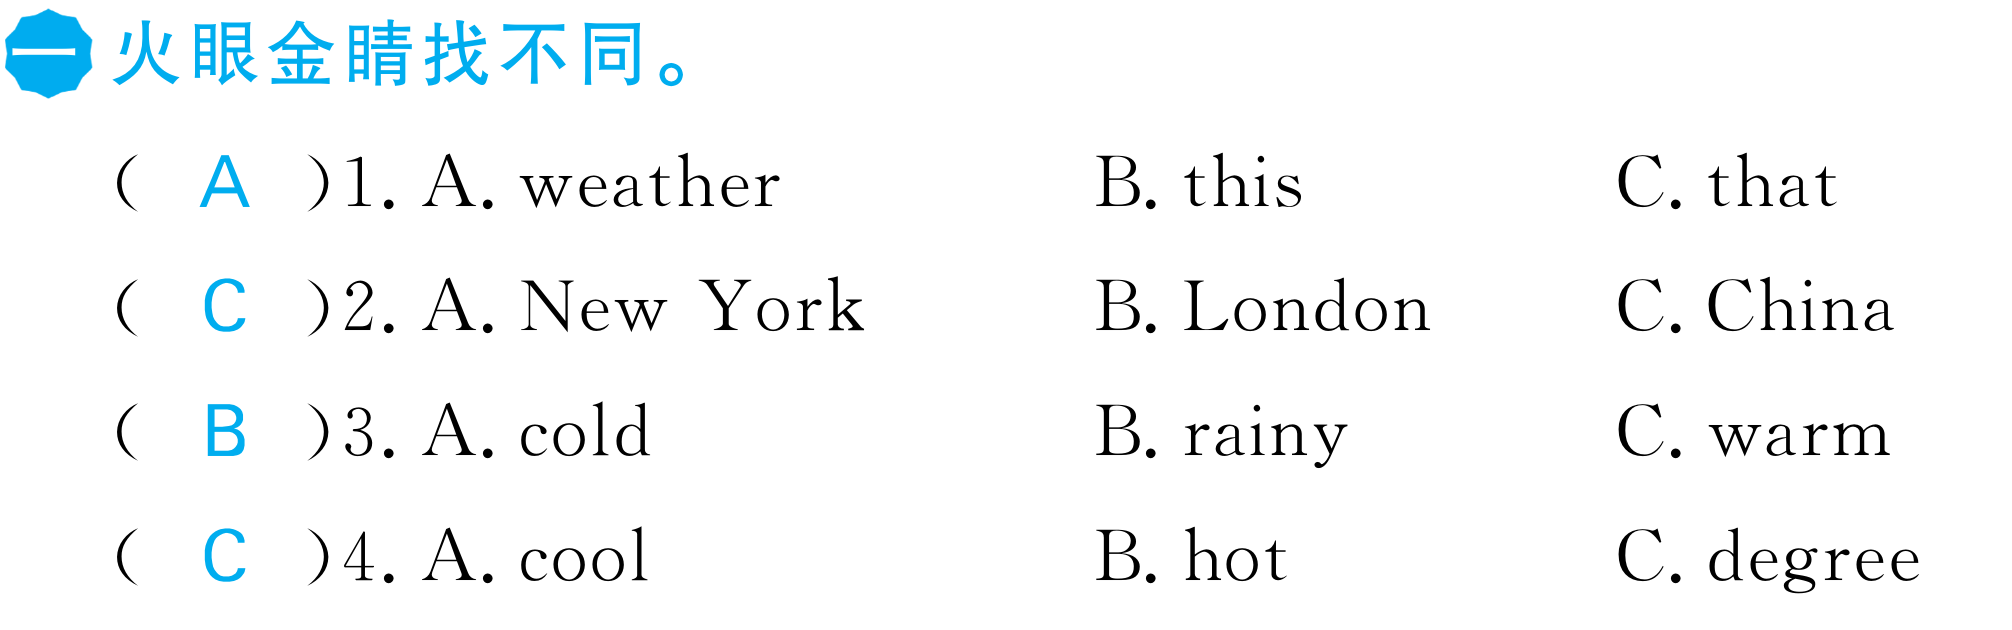 一 火眼金睛找不同。
( A )1. A. weather B. this C. that
( C )2. A. New York B. London C. China
( B )3. A. cold B. rainy C. warm
( C )4. A. cool B. hot C. degree